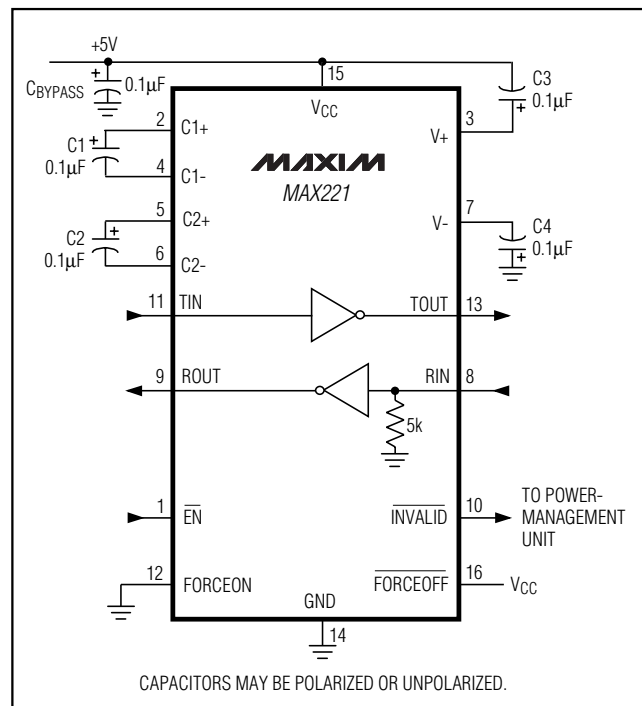 +5V
CBYPASS
0.1µF
15
VCC
C3
0.1µF
3
V+
2
C1+
C1
0.1µF
4
C1-
MAXIM
MAX221
5
C2+
C2
0.1µF
6
C2-
7
V-
C4
0.1µF
11
TIN
TOUT
13
9
ROUT
RIN
8
5k
1
EN
INVALID
10
TO POWER-
MANAGEMENT
UNIT
12
FORCEON
FORCEOFF
16
VCC
GND
14
CAPACITORS MAY BE POLARIZED OR UNPOLARIZED.